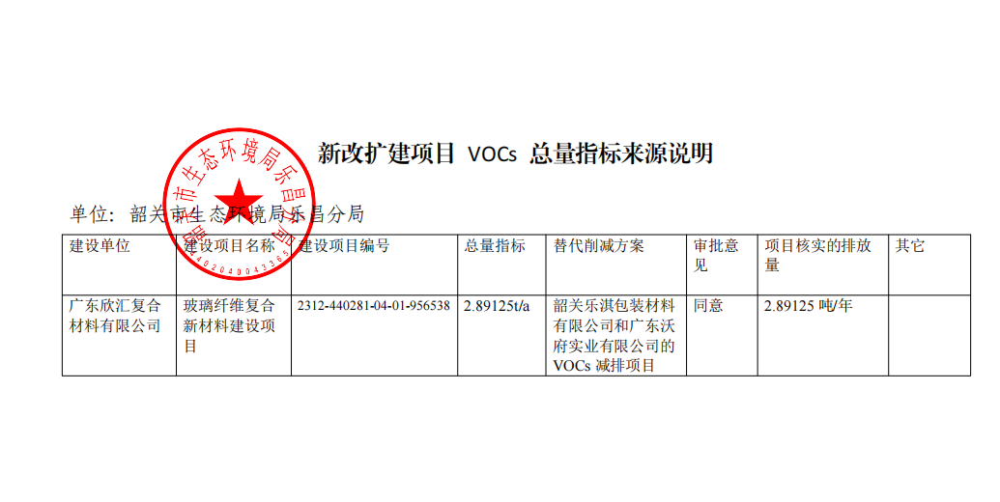 新改扩建项目 VOCs 总量指标来源说明
单位：韶关市生态环境局乐昌分局
韶关市生态环境局乐昌分局
4402040043365
建设单位 建设项目名称 建设项目编号 总量指标 替代削减方案 审批意见 项目核实的排放量 其它
广东欣汇复合
材料有限公司
玻璃纤维复合
新材料建设项
目
2312-440281-04-01-956538
2.89125t/a
韶关乐淇包装材料
有限公司和广东沃
府实业有限公司的
VOCs 减排项目
同意
2.89125 吨/年